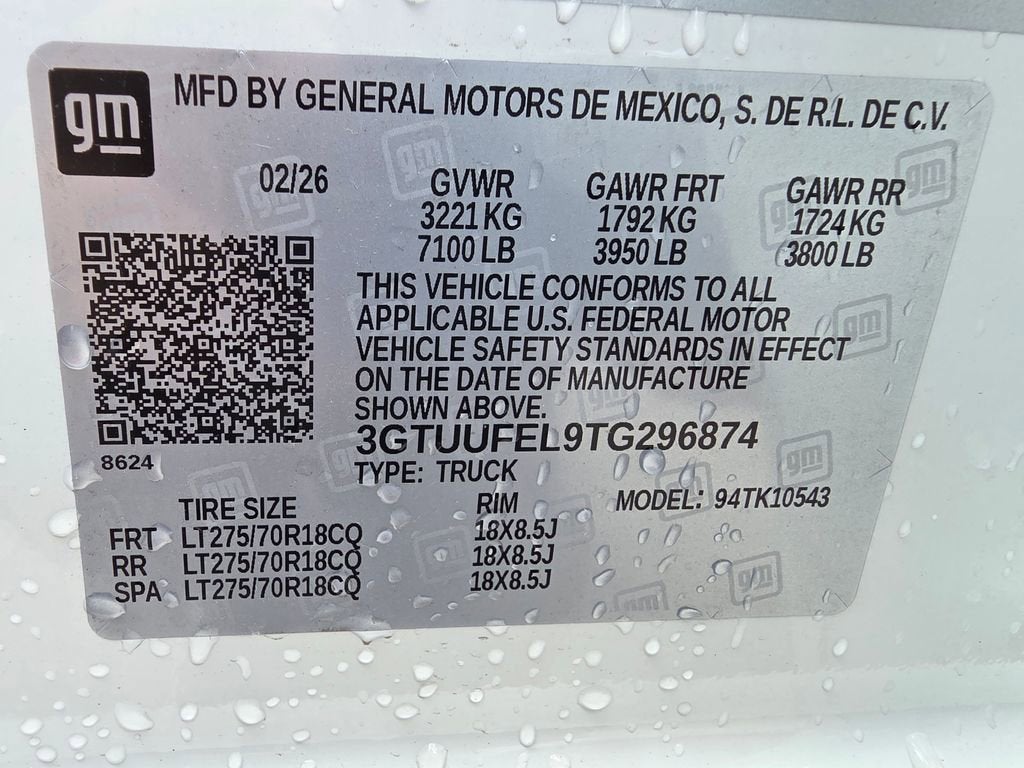 gm
MFD BY GENERAL MOTORS DE MEXICO, S. DE R.L. DE C.V.
02/26 GVWR GAWR FRT GAWR RR
3221 KG 1792 KG 1724 KG
7100 LB 3950 LB 3800 LB
THIS VEHICLE CONFORMS TO ALL
APPLICABLE U.S. FEDERAL MOTOR
VEHICLE SAFETY STANDARDS IN EFFECT
ON THE DATE OF MANUFACTURE
SHOWN ABOVE.
3GTUUFEL9TG296874
8624
TYPE: TRUCK
TIRE SIZE RIM MODEL: 94TK10543
FRT LT275/70R18CQ 18X8.5J
RR LT275/70R18CQ 18X8.5J
SPA LT275/70R18CQ 18X8.5J